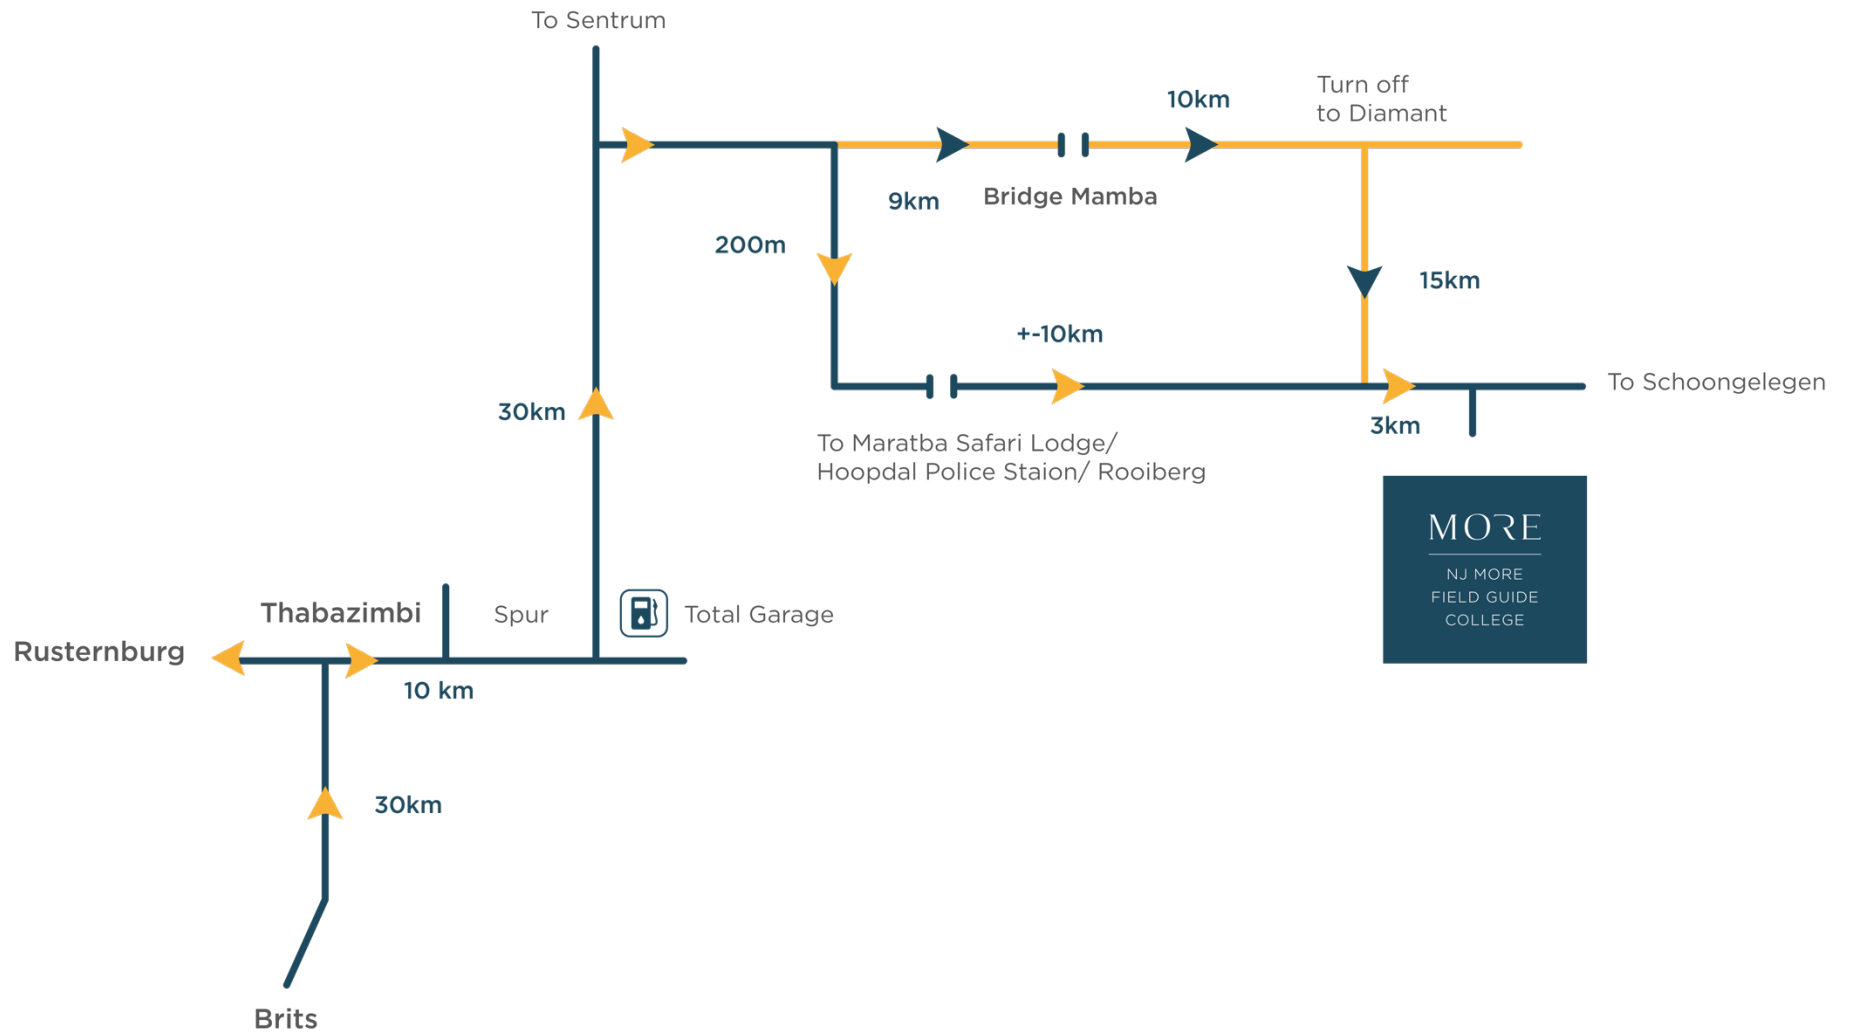 To Sentrum
10km
Turn off
to Diamant
9km
Bridge Mamba
200m
15km
+-10km
30km
To Schoongelegen
3km
To Maratba Safari Lodge/
Hoopdal Police Staion/ Rooiberg
MORE
NJ MORE
FIELD GUIDE
COLLEGE
Thabazimbi
Spur
Total Garage
Rusternburg
10 km
30km
Brits